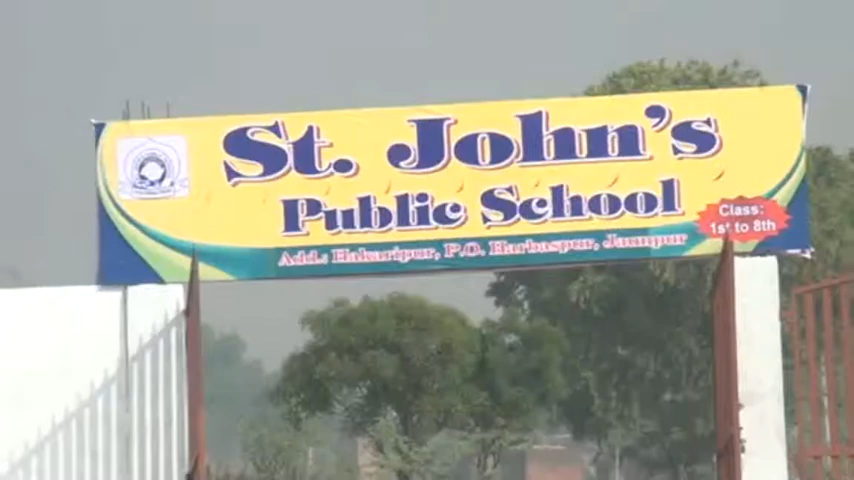 St. John's
Public School
Class:
1st to 8th
Add.: Hakaripur, P.O. Harbaspur, Jaunpur